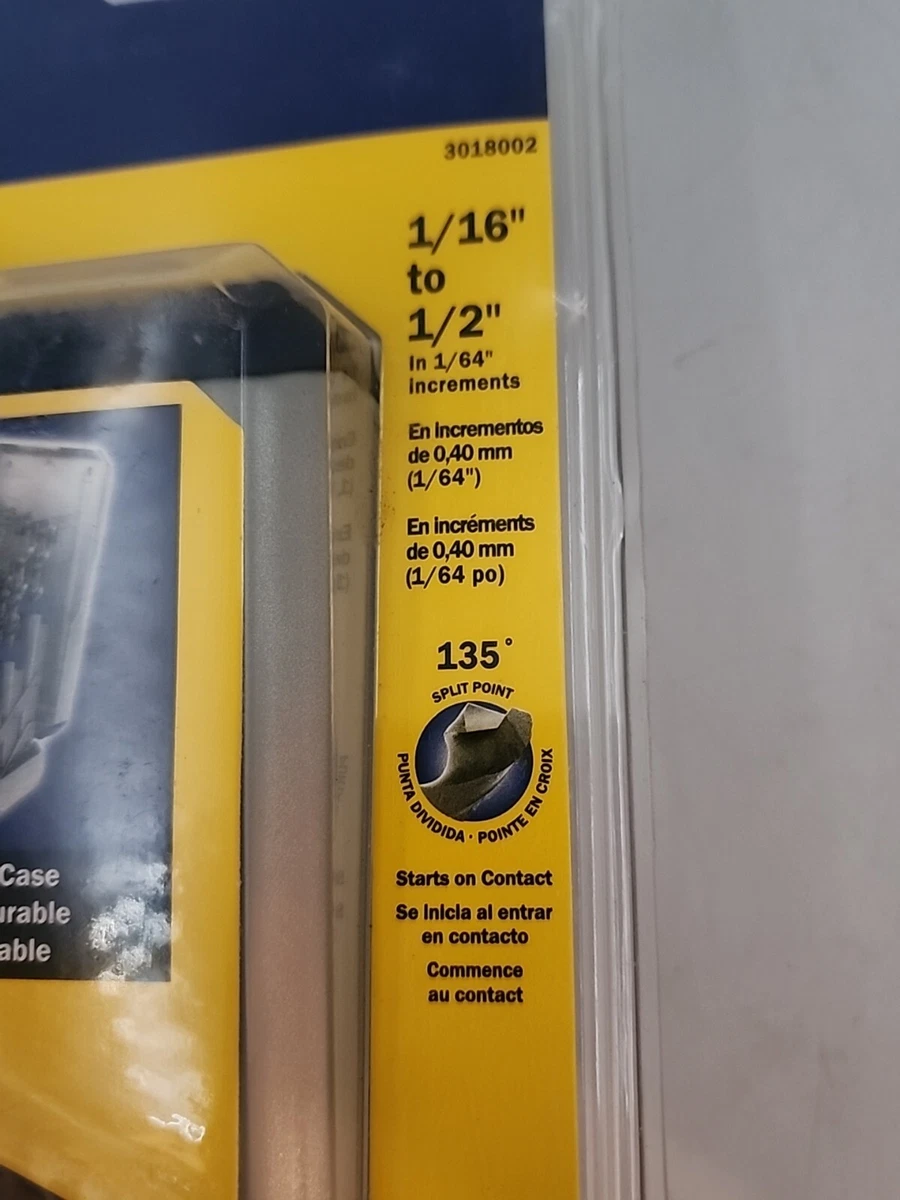 3018002
1/16"
to
1/2"
In 1/64"
increments
En incrementos
de 0,40 mm
(1/64")
En incréments
de 0,40 mm
(1/64 po)
135°
SPLIT POINT
PUNTA DIVIDIDA · POINTE EN CROIX
Starts on Contact
Se inicia al entrar
en contacto
Commence
au contact
Case
urable
able